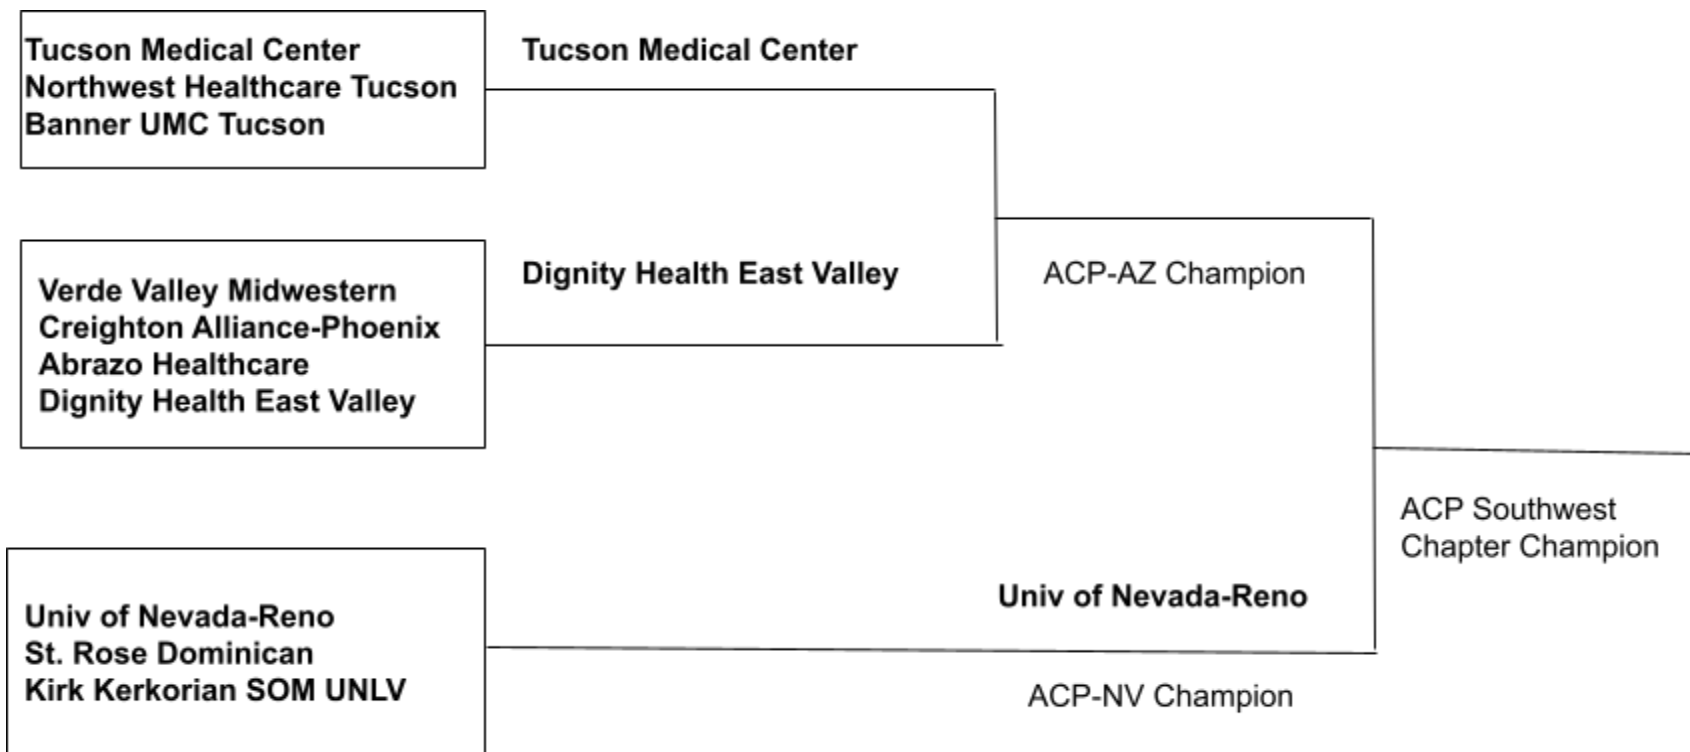 Tucson Medical Center
Northwest Healthcare Tucson
Banner UMC Tucson
Tucson Medical Center
Verde Valley Midwestern
Creighton Alliance-Phoenix
Abrazo Healthcare
Dignity Health East Valley
Dignity Health East Valley
ACP-AZ Champion
Univ of Nevada-Reno
St. Rose Dominican
Kirk Kerkorian SOM UNLV
Univ of Nevada-Reno
ACP-NV Champion
ACP Southwest
Chapter Champion